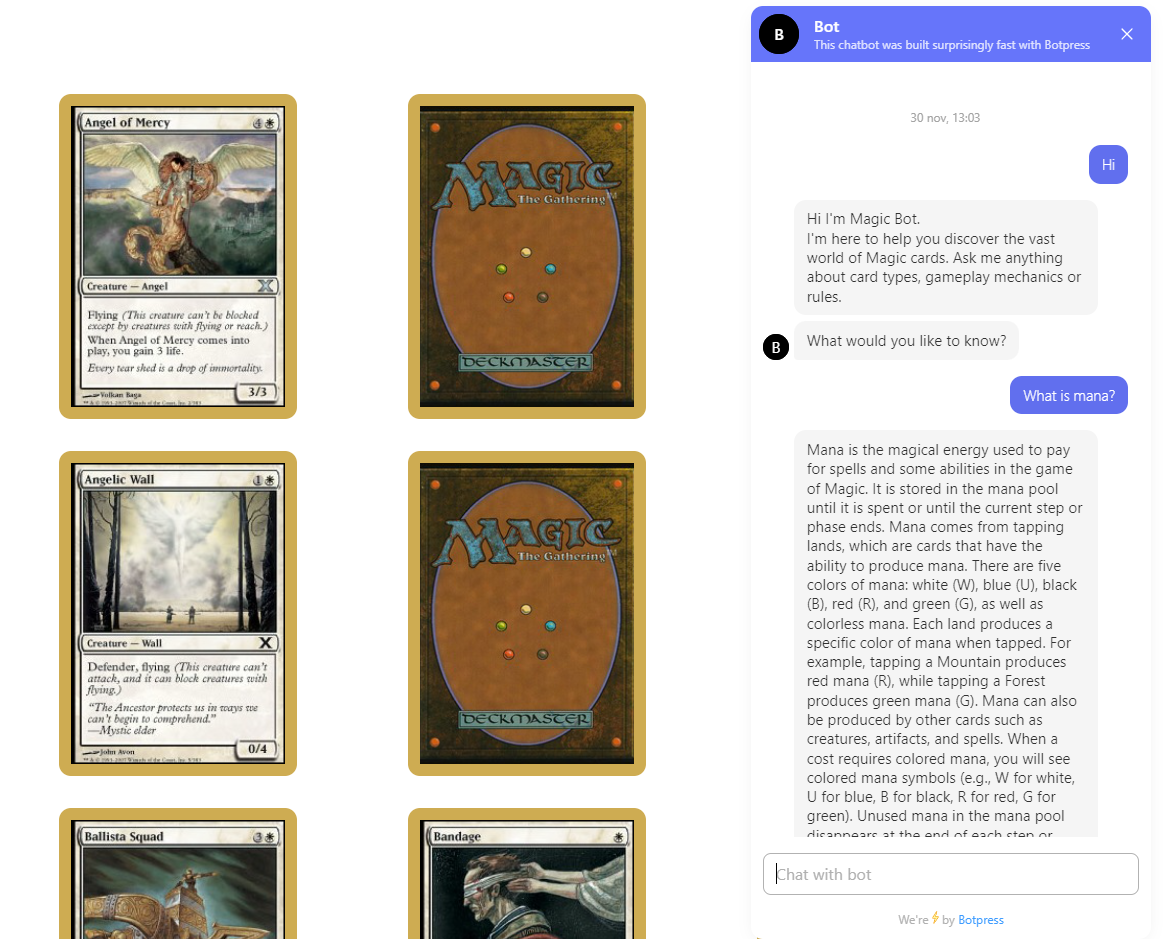 Angel of Mercy 4
Creature — Angel
Flying (This creature can't be blocked
except by creatures with flying or reach.)
When Angel of Mercy comes into
play, you gain 3 life.
Every tear shed is a drop of immortality.
Volkan Baga
3/3
MAGIC
The Gathering
DECKMASTER
Angelic Wall 1
Creature — Wall
Defender, flying (This creature can't
attack, and it can block creatures with
flying.)
“The Ancestor protects us in ways we
can't begin to comprehend.”
—Mystic elder
John Avon
0/4
MAGIC
The Gathering
DECKMASTER
Ballista Squad 3
Bandage
B
Bot
This chatbot was built surprisingly fast with Botpress
30 nov, 13:03
Hi
Hi I'm Magic Bot.
I'm here to help you discover the vast
world of Magic cards. Ask me anything
about card types, gameplay mechanics or
rules.
B
What would you like to know?
What is mana?
Mana is the magical energy used to pay
for spells and some abilities in the game
of Magic. It is stored in the mana pool
until it is spent or until the current step or
phase ends. Mana comes from tapping
lands, which are cards that have the
ability to produce mana. There are five
colors of mana: white (W), blue (U), black
(B), red (R), and green (G), as well as
colorless mana. Each land produces a
specific color of mana when tapped. For
example, tapping a Mountain produces
red mana (R), while tapping a Forest
produces green mana (G). Mana can also
be produced by other cards such as
creatures, artifacts, and spells. When a
cost requires colored mana, you will see
colored mana symbols (e.g., W for white,
U for blue, B for black, R for red, G for
green). Unused mana in the mana pool
disappears at the end of each step or
Chat with bot
We're ⚡ by Botpress